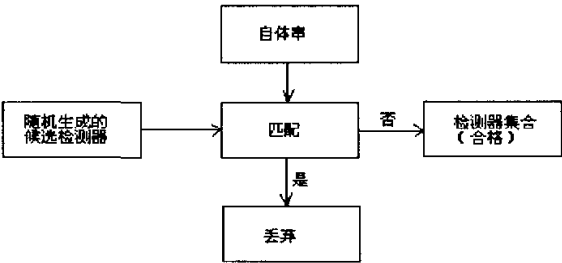 自体串
随机生成的
候选检测器
匹配
否
检测器集合
（合格）
是
丢弃